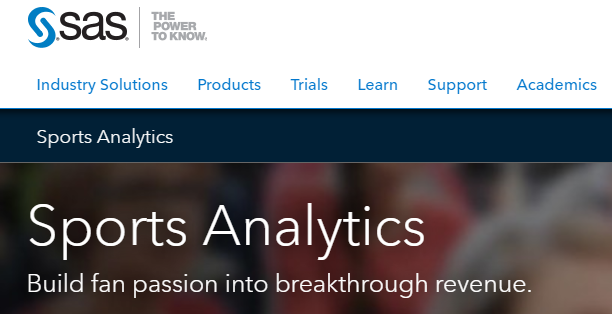 sas
THE
POWER
TO KNOW.
Industry Solutions Products Trials Learn Support Academics
Sports Analytics
Sports Analytics
Build fan passion into breakthrough revenue.